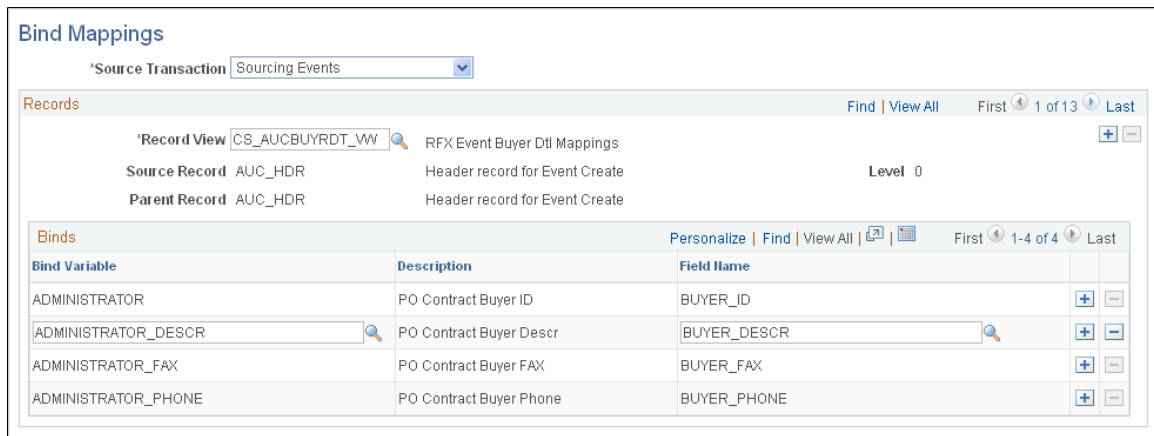 Bind Mappings
*Source Transaction Sourcing Events
Records Find | View All First 1 of 13 Last
*Record View CS_AUCBUYRDT_VW RFX Event Buyer Dtl Mappings
Source Record AUC_HDR Header record for Event Create Level 0
Parent Record AUC_HDR Header record for Event Create
Binds Personalize | Find | View All | | First 1-4 of 4 Last
Bind Variable Description Field Name
ADMINISTRATOR PO Contract Buyer ID BUYER_ID
ADMINISTRATOR_DESCR PO Contract Buyer Descr BUYER_DESCR
ADMINISTRATOR_FAX PO Contract Buyer FAX BUYER_FAX
ADMINISTRATOR_PHONE PO Contract Buyer Phone BUYER_PHONE